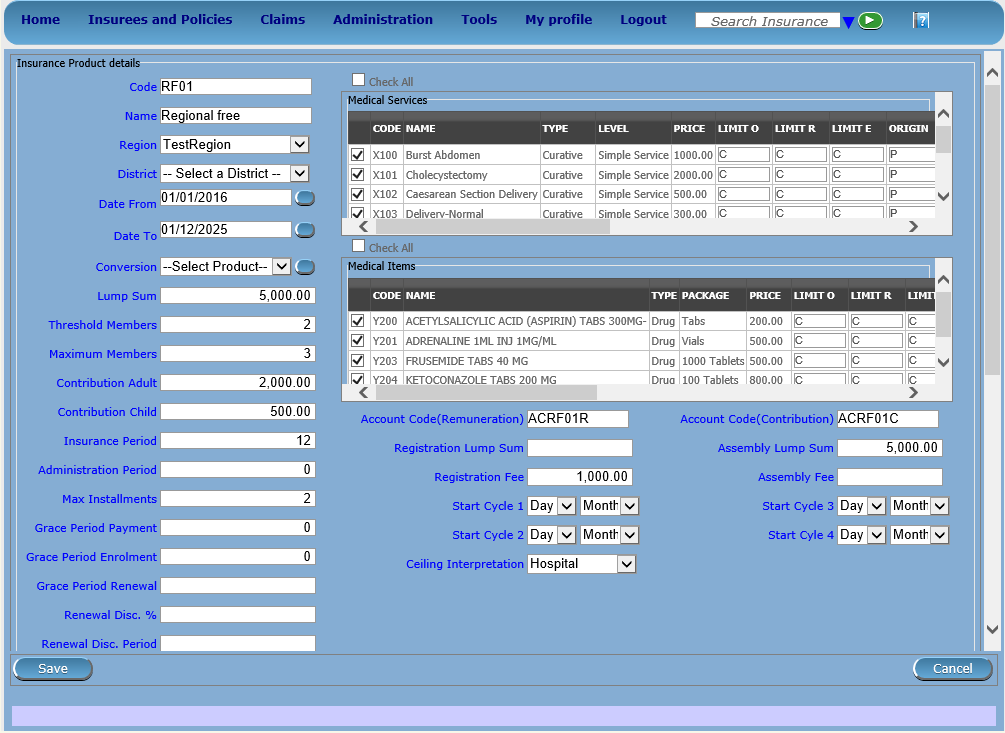 Home Insurees and Policies Claims Administration Tools My profile Logout Search Insurance ?
Insurance Product details
Code RF01
Name Regional free
Region TestRegion
District -- Select a District --
Date From 01/01/2016
Date To 01/12/2025
Conversion --Select Product--
Lump Sum 5,000.00
Threshold Members 2
Maximum Members 3
Contribution Adult 2,000.00
Contribution Child 500.00
Insurance Period 12
Administration Period 0
Max Installments 2
Grace Period Payment 0
Grace Period Enrolment 0
Grace Period Renewal
Renewal Disc. %
Renewal Disc. Period
Check All
Medical Services
CODE NAME TYPE LEVEL PRICE LIMIT O LIMIT R LIMIT E ORIGIN
X100 Burst Abdomen Curative Simple Service 1000.00 C C C P
X101 Cholecystectomy Curative Simple Service 2000.00 C C C P
X102 Caesarean Section Delivery Curative Simple Service 500.00 C C C P
X103 Delivery-Normal Curative Simple Service 300.00 C C C P
Check All
Medical Items
CODE NAME TYPE PACKAGE PRICE LIMIT O LIMIT R LIMIT
Y200 ACETYLSALICYLIC ACID (ASPIRIN) TABS 300MG- Drug Tabs 200.00 C C C
Y201 ADRENALINE 1ML INJ 1MG/ML Drug Vials 500.00 C C C
Y203 FRUSEMIDE TABS 40 MG Drug 1000 Tablets 500.00 C C C
Y204 KETOCONAZOLE TABS 200 MG Drug 100 Tablets 800.00 C C C
Account Code(Remuneration) ACRF01R Account Code(Contribution) ACRF01C
Registration Lump Sum Assembly Lump Sum 5,000.00
Registration Fee 1,000.00 Assembly Fee
Start Cycle 1 Day Month Start Cycle 3 Day Month
Start Cycle 2 Day Month Start Cyle 4 Day Month
Ceiling Interpretation Hospital
Save Cancel